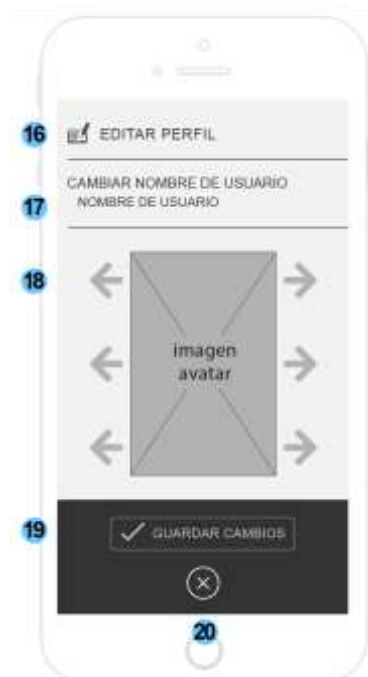 16 EDITAR PERFIL
CAMBIAR NOMBRE DE USUARIO
17 NOMBRE DE USUARIO
18
imagen
avatar
19 GUARDAR CAMBIOS
20